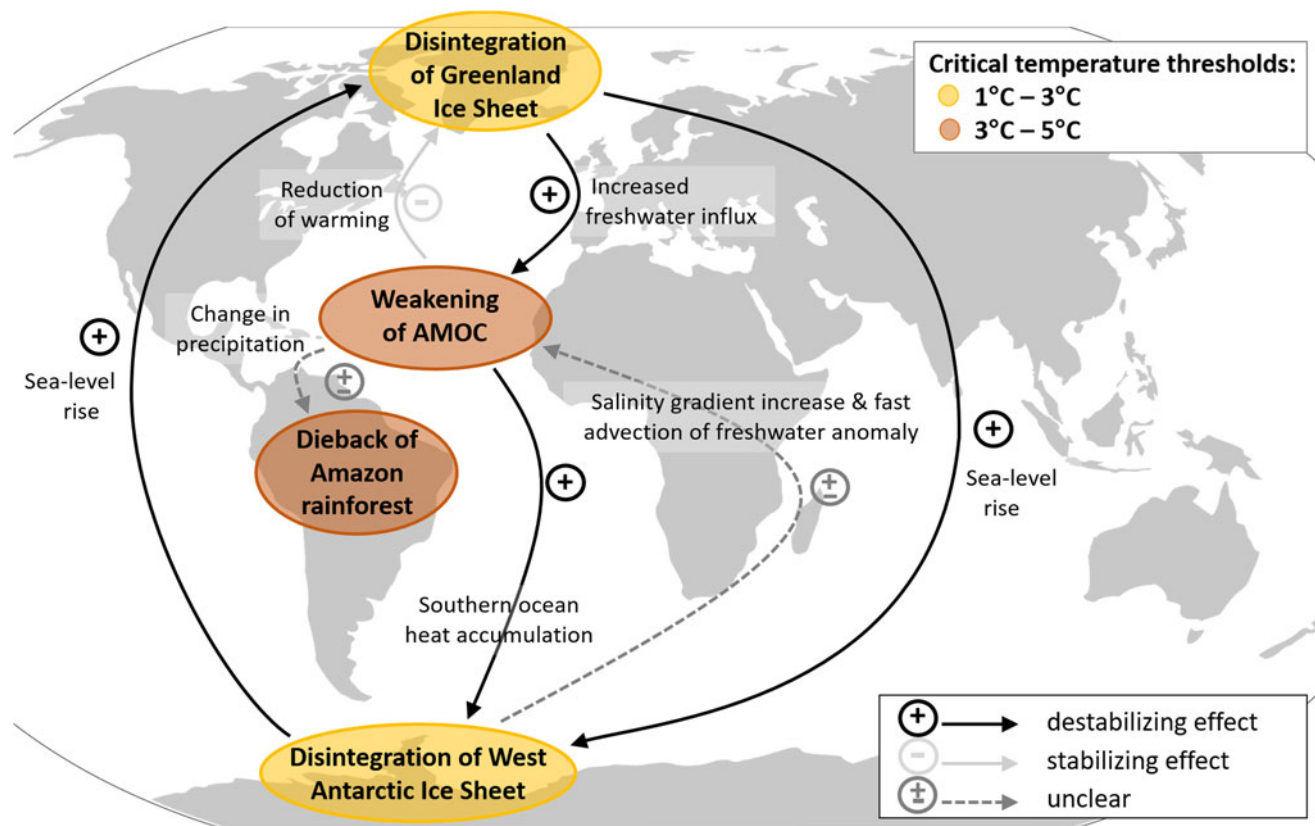 Disintegration
of Greenland
Ice Sheet
Critical temperature thresholds:
1°C – 3°C
3°C – 5°C
Reduction
of warming
-
+
Increased
freshwater influx
Weakening
of AMOC
Change in
precipitation
±
+
Sea-level
rise
Dieback of
Amazon
rainforest
Salinity gradient increase & fast
advection of freshwater anomaly
±
+
+
Sea-level
rise
Southern ocean
heat accumulation
Disintegration of West
Antarctic Ice Sheet
+ destabilizing effect
- stabilizing effect
± unclear